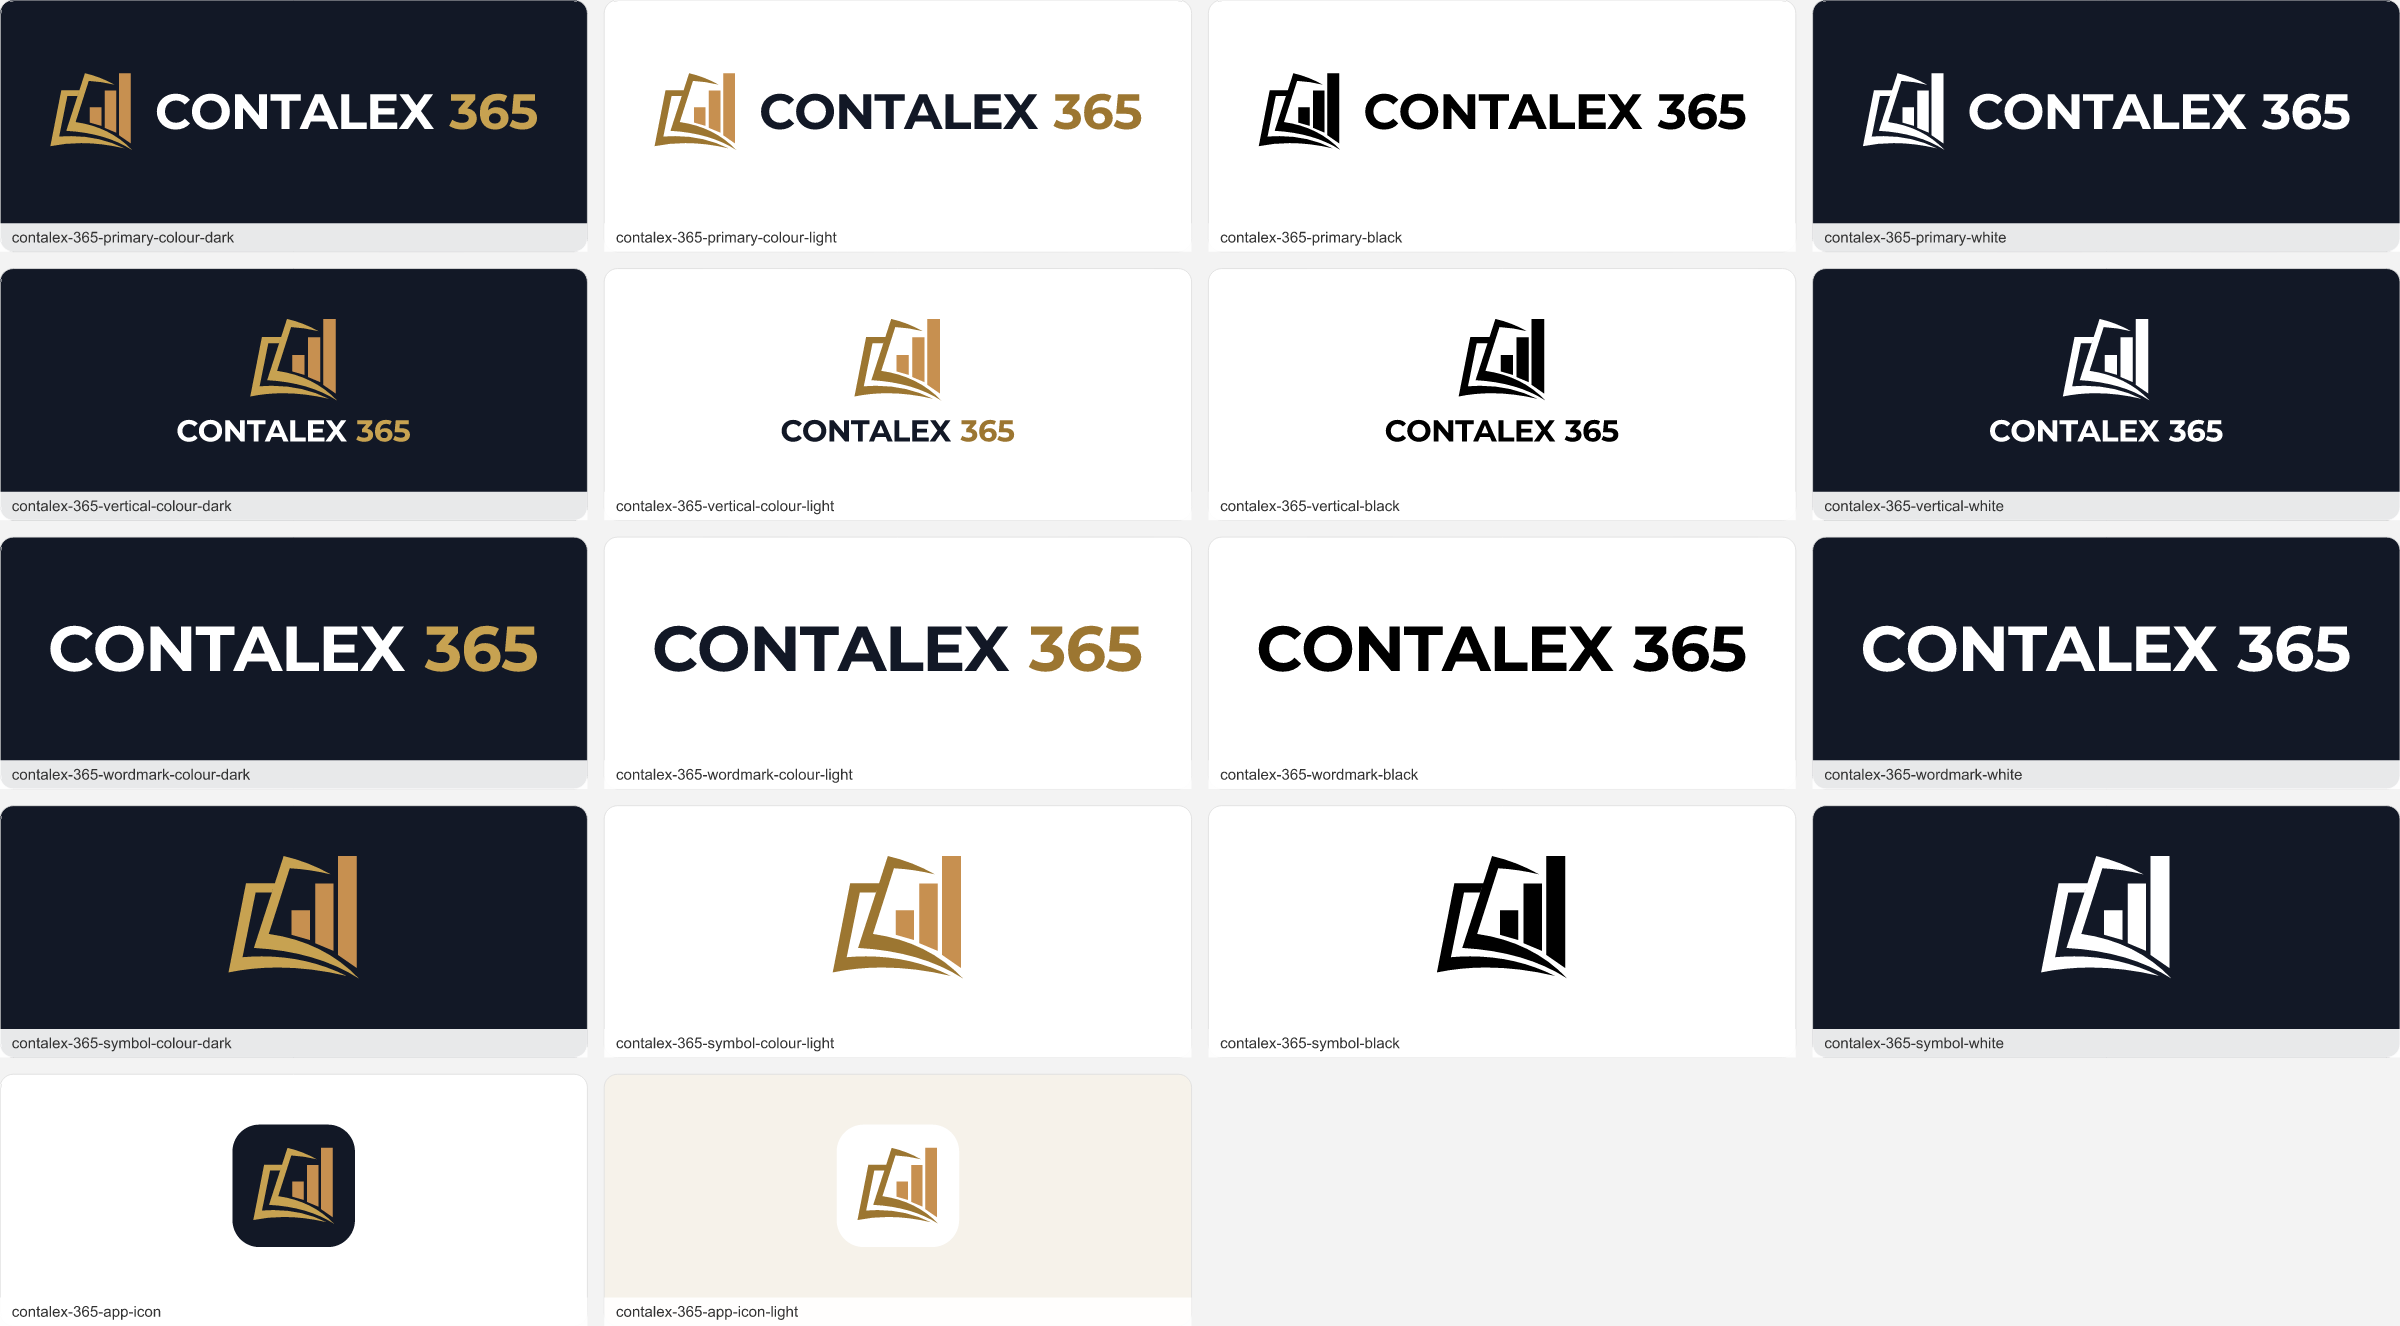 CONTALEX 365
contalex-365-primary-colour-dark
CONTALEX 365
contalex-365-primary-colour-light
CONTALEX 365
contalex-365-primary-black
CONTALEX 365
contalex-365-primary-white
CONTALEX 365
contalex-365-vertical-colour-dark
CONTALEX 365
contalex-365-vertical-colour-light
CONTALEX 365
contalex-365-vertical-black
CONTALEX 365
contalex-365-vertical-white
CONTALEX 365
contalex-365-wordmark-colour-dark
CONTALEX 365
contalex-365-wordmark-colour-light
CONTALEX 365
contalex-365-wordmark-black
CONTALEX 365
contalex-365-wordmark-white
contalex-365-symbol-colour-dark
contalex-365-symbol-colour-light
contalex-365-symbol-black
contalex-365-symbol-white
contalex-365-app-icon
contalex-365-app-icon-light